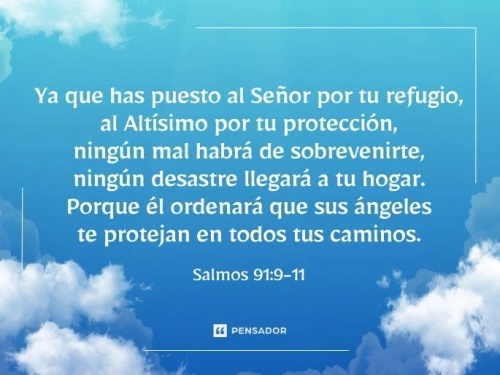 Ya que has puesto al Señor por tu refugio,
al Altísimo por tu protección,
ningún mal habrá de sobrevenirte,
ningún desastre llegará a tu hogar.
Porque él ordenará que sus ángeles
te protejan en todos tus caminos.
Salmos 91:9-11
PENSADOR